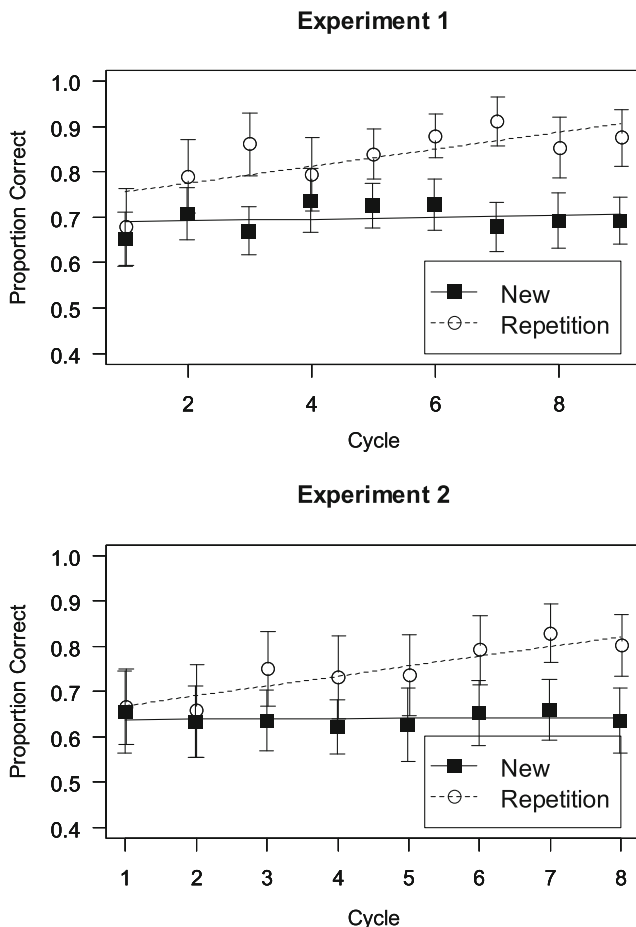 Experiment 1
Proportion Correct
1.0
0.9
0.8
0.7
0.6
0.5
0.4
New
Repetition
2 4 6 8
Cycle
Experiment 2
Proportion Correct
1.0
0.9
0.8
0.7
0.6
0.5
0.4
New
Repetition
1 2 3 4 5 6 7 8
Cycle